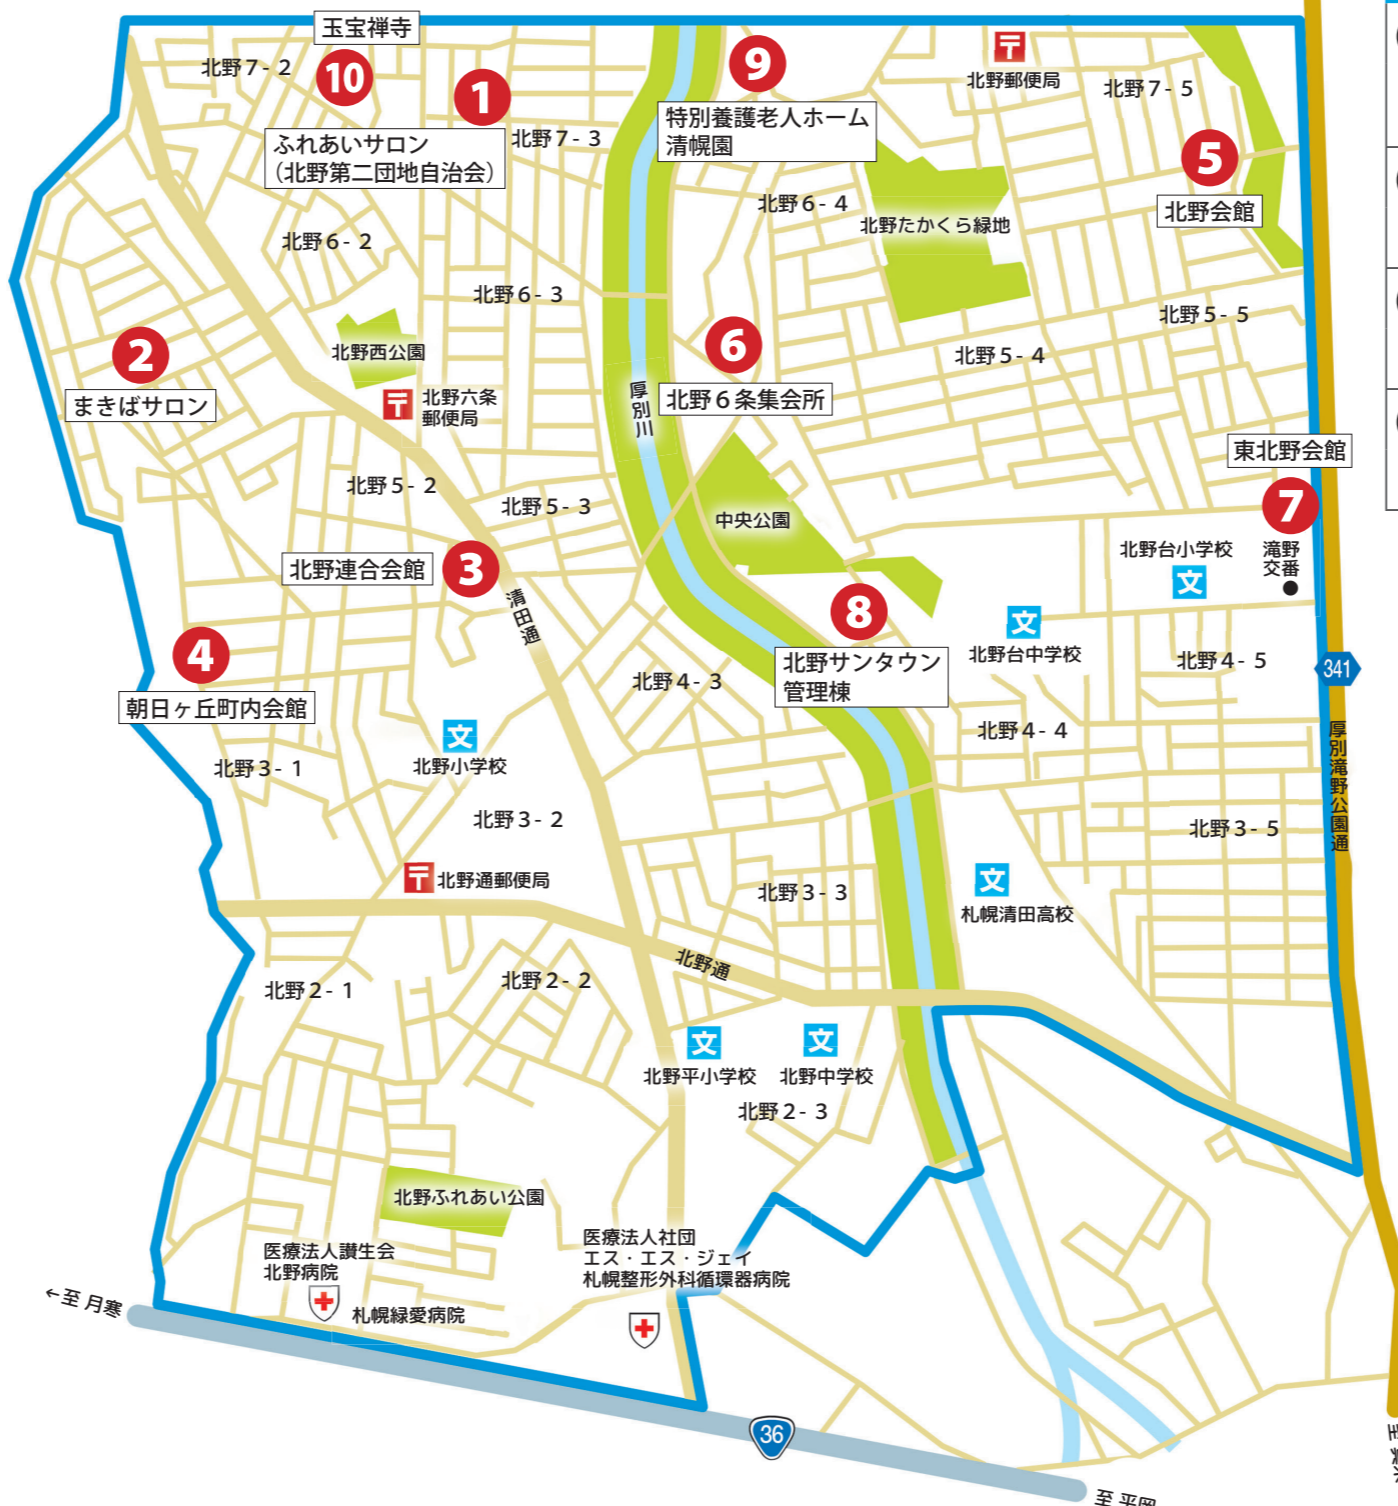 玉宝禅寺
北野7-2
10
1
9
北野郵便局
北野7-5
ふれあいサロン
(北野第二団地自治会)
北野7-3
特別養護老人ホーム
清幌園
5
北野会館
北野6-2
北野6-4
北野たかくら緑地
北野6-3
北野5-5
2
まきばサロン
北野西公園
北野六条
郵便局
厚別川
6
北野6条集会所
北野5-4
東北野会館
7
北野5-2
北野5-3
中央公園
北野連合会館
3
清田通
北野台小学校
文
滝野
交番
8
北野サンタウン
管理棟
文
北野台中学校
4
朝日ヶ丘町内会館
北野4-3
北野4-5
341
北野4-4
厚別滝野公園通
文
北野小学校
北野3-1
北野3-2
北野3-5
北野通郵便局
北野3-3
文
札幌清田高校
北野通
北野2-1
北野2-2
文
北野平小学校
文
北野中学校
北野2-3
北野ふれあい公園
医療法人讃生会
北野病院
札幌緑愛病院
医療法人社団
エス・エス・ジェイ
札幌整形外科循環器病院
←至 月寒
36
至 平岡